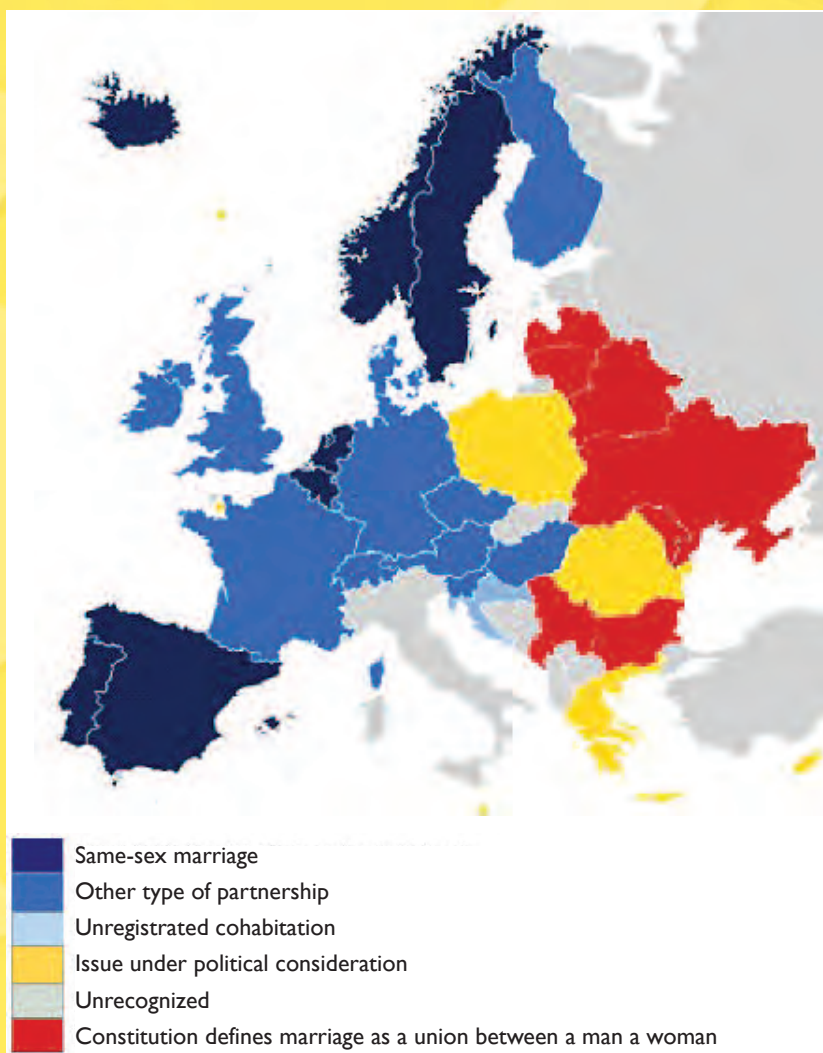 Same-sex marriage
Other type of partnership
Unregistrated cohabitation
Issue under political consideration
Unrecognized
Constitution defines marriage as a union between a man a woman